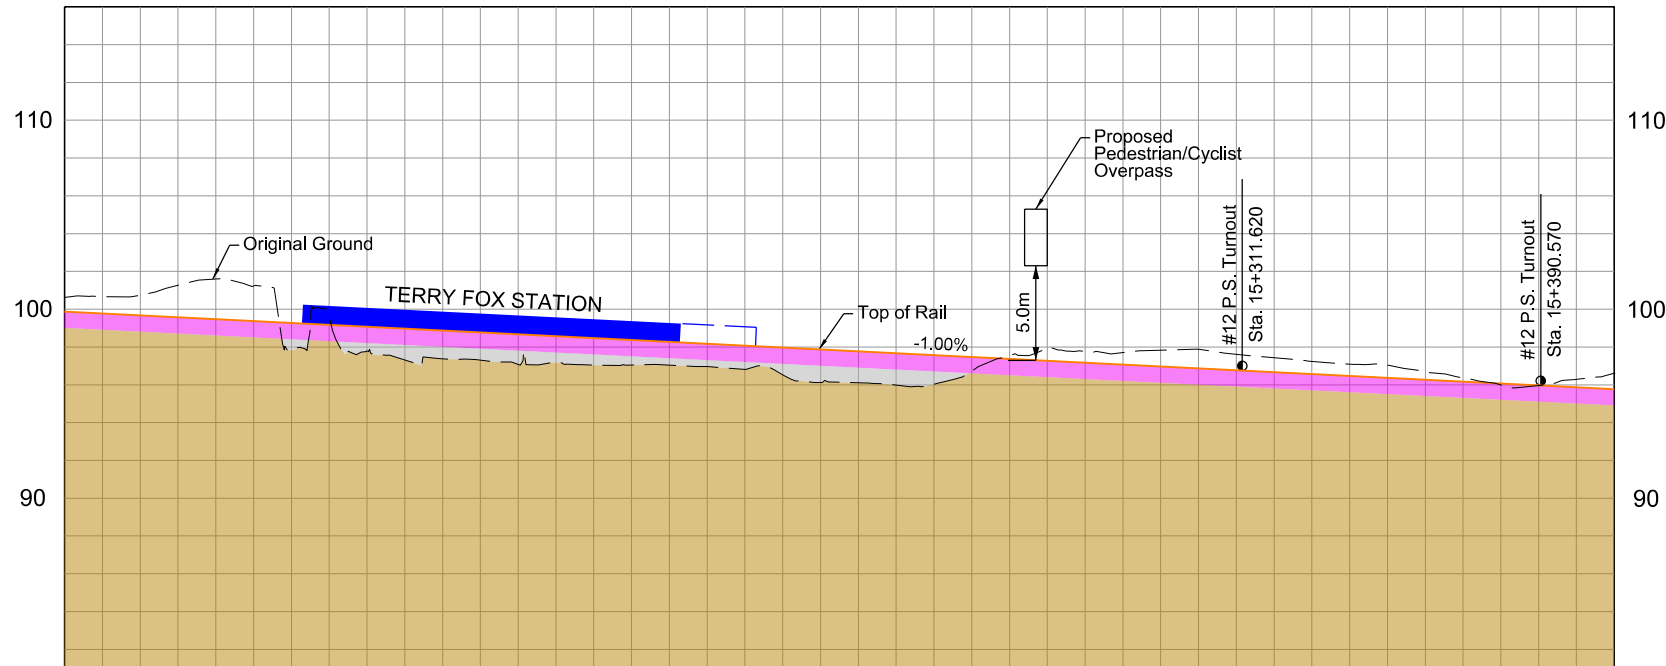 110
110
Proposed
Pedestrian/Cyclist
Overpass
#12 P.S. Turnout
Sta. 15+311.620
#12 P.S. Turnout
Sta. 15+390.570
Original Ground
TERRY FOX STATION
100
100
Top of Rail
5.0m
-1.00%
90
90